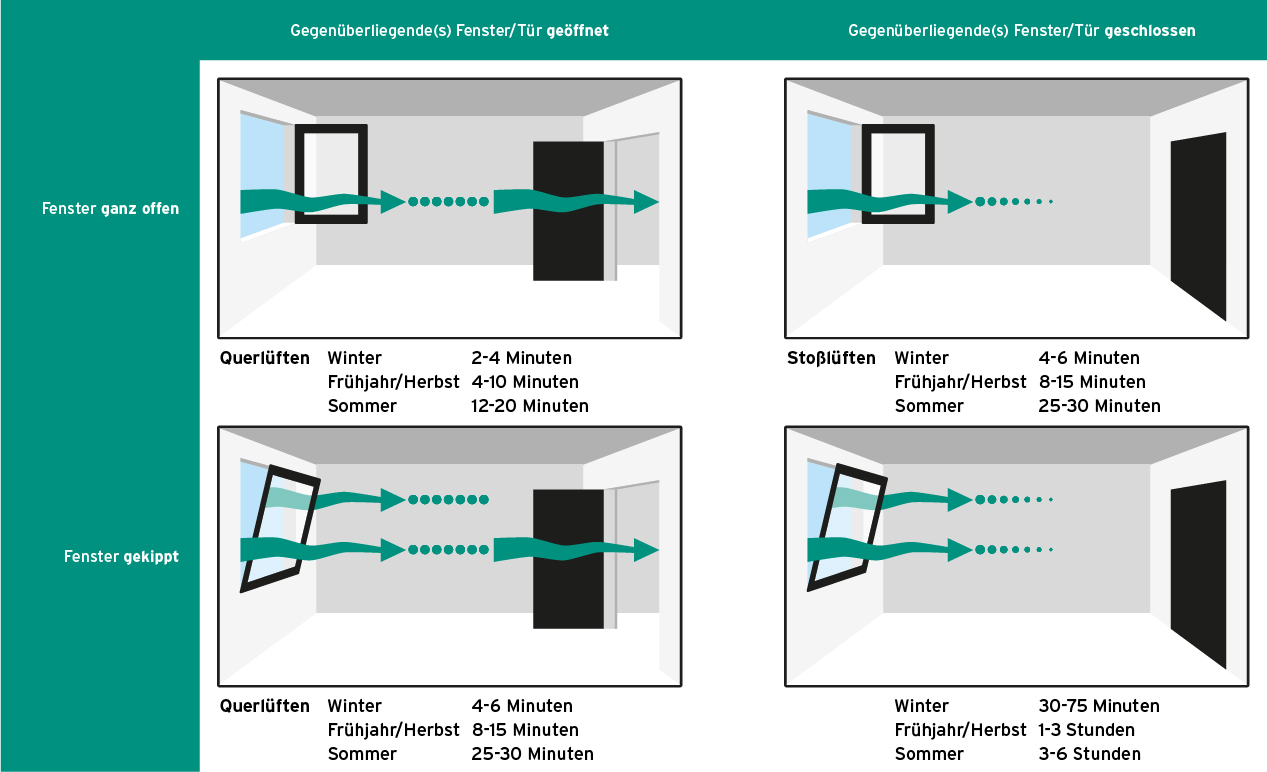 Gegenüberliegende(s) Fenster/Tür geöffnet
Gegenüberliegende(s) Fenster/Tür geschlossen
Fenster ganz offen
Querlüften Winter 2-4 Minuten
Frühjahr/Herbst 4-10 Minuten
Sommer 12-20 Minuten
Stoßlüften Winter 4-6 Minuten
Frühjahr/Herbst 8-15 Minuten
Sommer 25-30 Minuten
Fenster gekippt
Querlüften Winter 4-6 Minuten
Frühjahr/Herbst 8-15 Minuten
Sommer 25-30 Minuten
Winter 30-75 Minuten
Frühjahr/Herbst 1-3 Stunden
Sommer 3-6 Stunden